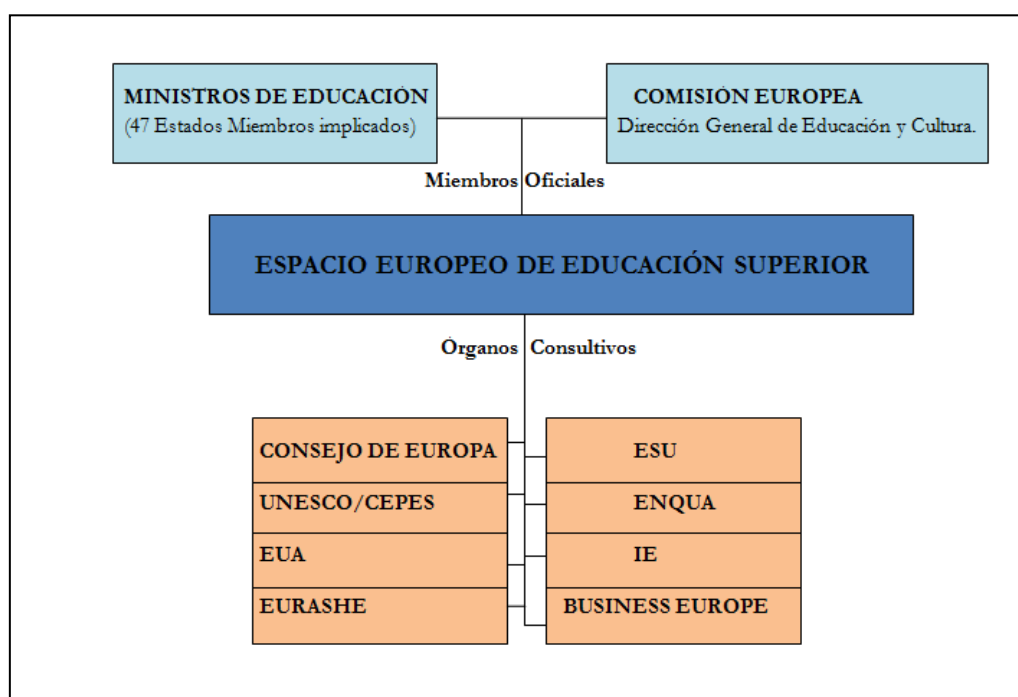 MINISTROS DE EDUCACIÓN
(47 Estados Miembros implicados)
COMISIÓN EUROPEA
Dirección General de Educación y Cultura.
Miembros Oficiales
ESPACIO EUROPEO DE EDUCACIÓN SUPERIOR
Órganos Consultivos
CONSEJO DE EUROPA
UNESCO/CEPES
EUA
EURASHE
ESU
ENQUA
IE
BUSINESS EUROPE